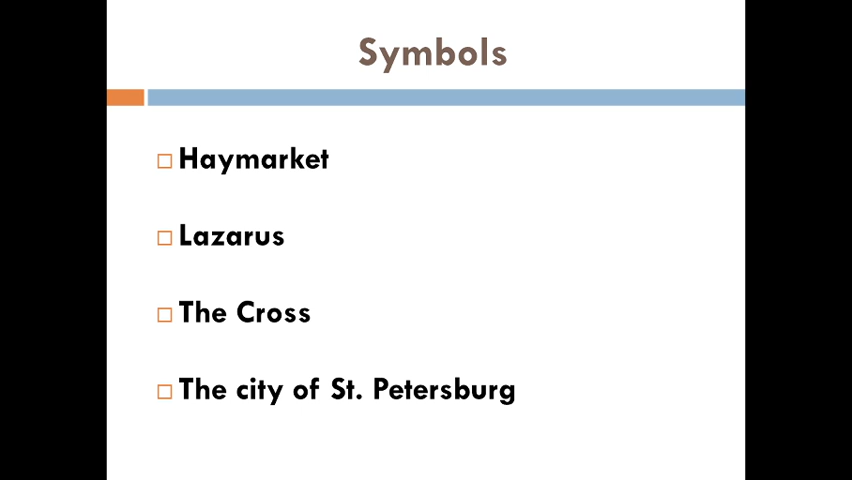 Symbols
Haymarket
Lazarus
The Cross
The city of St. Petersburg